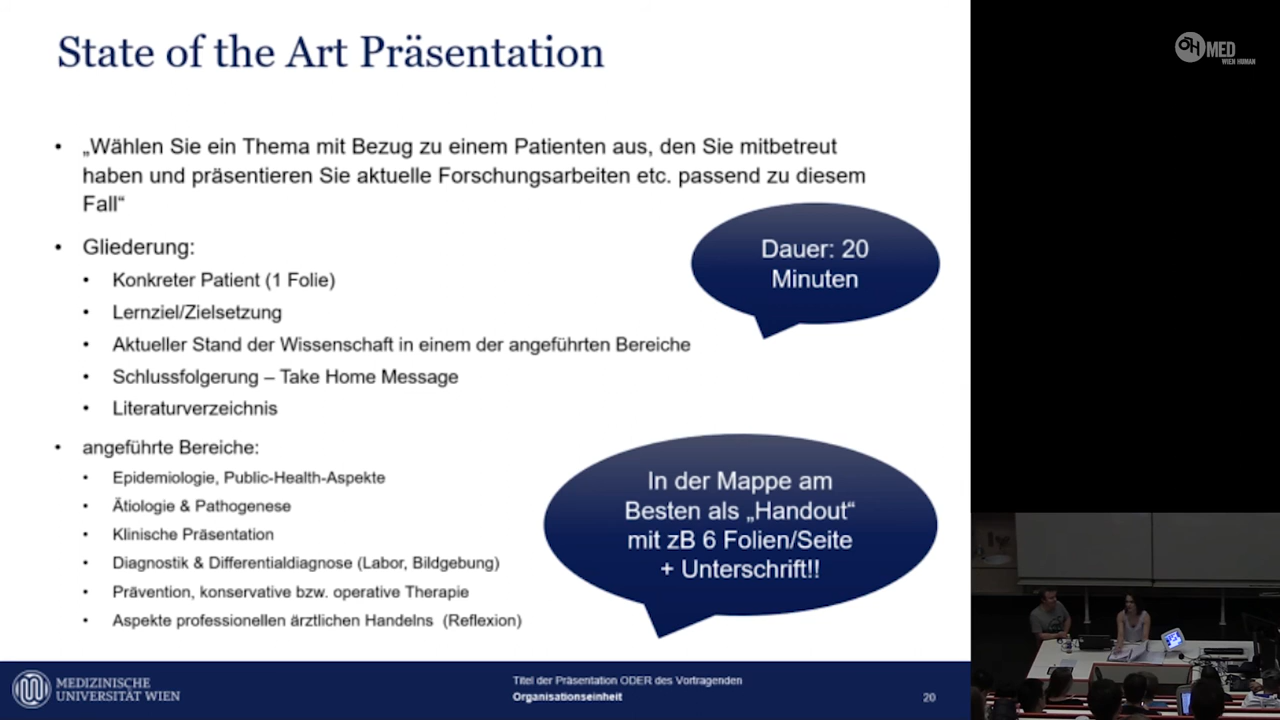 State of the Art Präsentation
ÖH MED
WIEN HUMAN
• „Wählen Sie ein Thema mit Bezug zu einem Patienten aus, den Sie mitbetreut
haben und präsentieren Sie aktuelle Forschungsarbeiten etc. passend zu diesem
Fall“
• Gliederung:
• Konkreter Patient (1 Folie)
• Lernziel/Zielsetzung
• Aktueller Stand der Wissenschaft in einem der angeführten Bereiche
• Schlussfolgerung – Take Home Message
• Literaturverzeichnis
Dauer: 20
Minuten
• angeführte Bereiche:
• Epidemiologie, Public-Health-Aspekte
• Ätiologie & Pathogenese
• Klinische Präsentation
• Diagnostik & Differentialdiagnose (Labor, Bildgebung)
• Prävention, konservative bzw. operative Therapie
• Aspekte professionellen ärztlichen Handelns (Reflexion)
In der Mappe am
Besten als „Handout“
mit zB 6 Folien/Seite
+ Unterschrift!!
MEDIZINISCHE
UNIVERSITÄT WIEN
Titel der Präsentation ODER des Vortragenden
Organisationseinheit
20